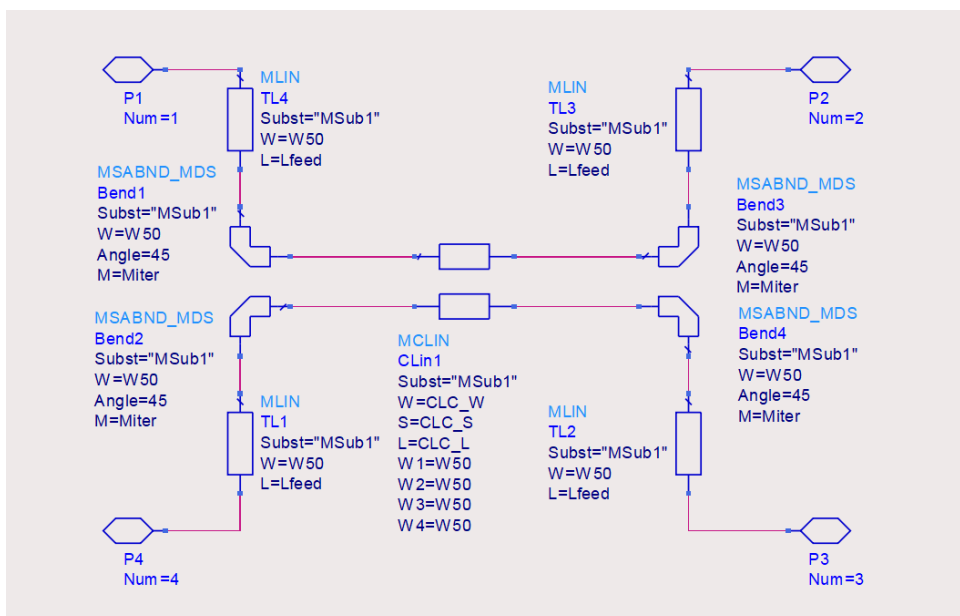 P1
Num=1
MLIN
TL4
Subst="MSub1"
W=W50
L=Lfeed
MLIN
TL3
Subst="MSub1"
W=W50
L=Lfeed
P2
Num=2
MSABND_MDS
Bend1
Subst="MSub1"
W=W50
Angle=45
M=Miter
MSABND_MDS
Bend3
Subst="MSub1"
W=W50
Angle=45
M=Miter
MSABND_MDS
Bend2
Subst="MSub1"
W=W50
Angle=45
M=Miter
MCLIN
CLin1
Subst="MSub1"
W=CLC_W
S=CLC_S
L=CLC_L
W1=W50
W2=W50
W3=W50
W4=W50
MSABND_MDS
Bend4
Subst="MSub1"
W=W50
Angle=45
M=Miter
MLIN
TL1
Subst="MSub1"
W=W50
L=Lfeed
MLIN
TL2
Subst="MSub1"
W=W50
L=Lfeed
P4
Num=4
P3
Num=3